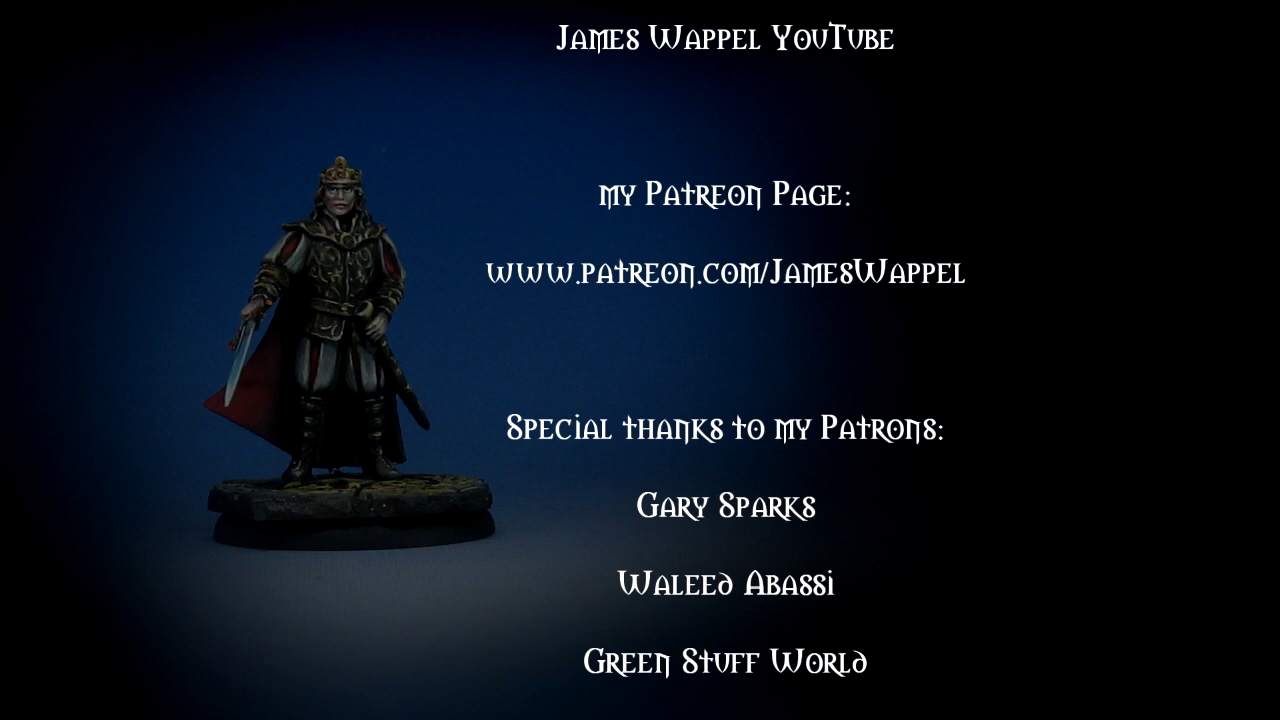 James Wappel YouTube
my Patreon Page:
www.patreon.com/JamesWappel
Special thanks to my Patrons:
Gary Sparks
Waleed Abassi
Green Stuff World